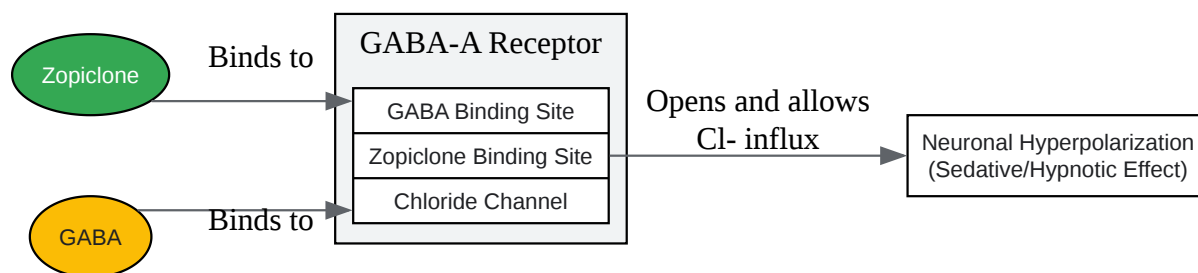 Zopiclone
Binds to
GABA-A Receptor
GABA Binding Site
Zopiclone Binding Site
Chloride Channel
Opens and allows
Cl- influx
Neuronal Hyperpolarization
(Sedative/Hypnotic Effect)
GABA
Binds to